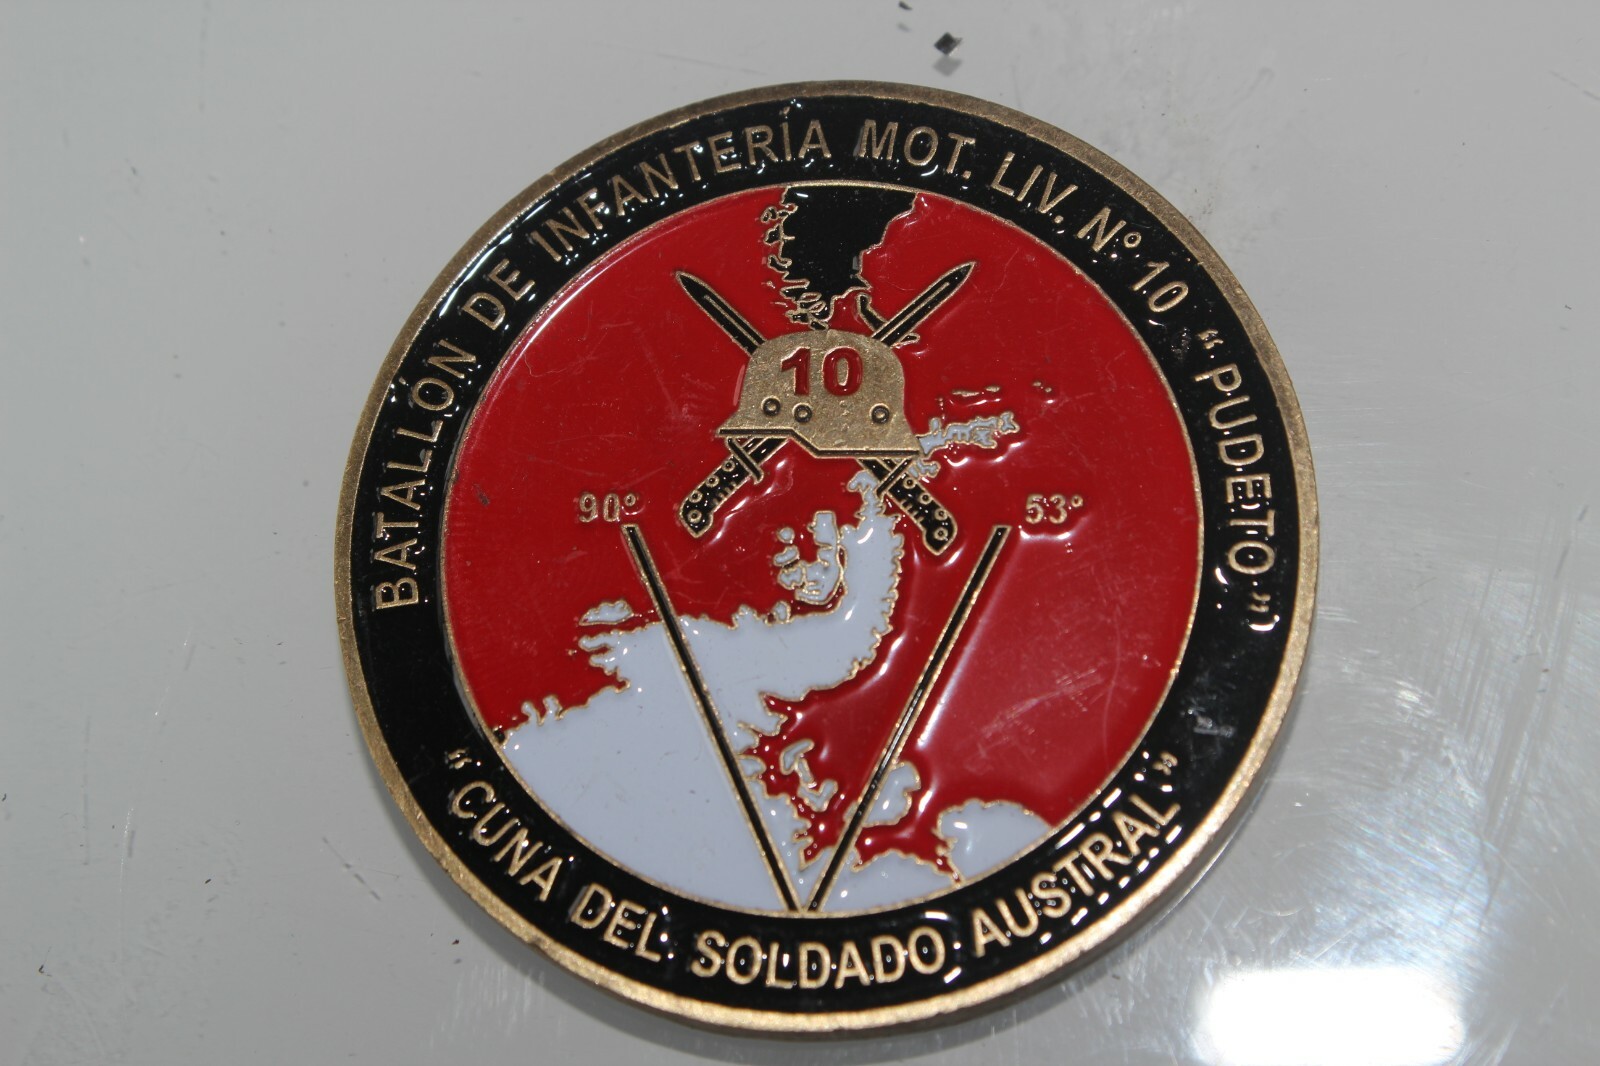 BATALLÓN DE INFANTERÍA MOT. LIV. N° 10 "PUDETO"
10
90° 53°
"CUNA DEL SOLDADO AUSTRAL"